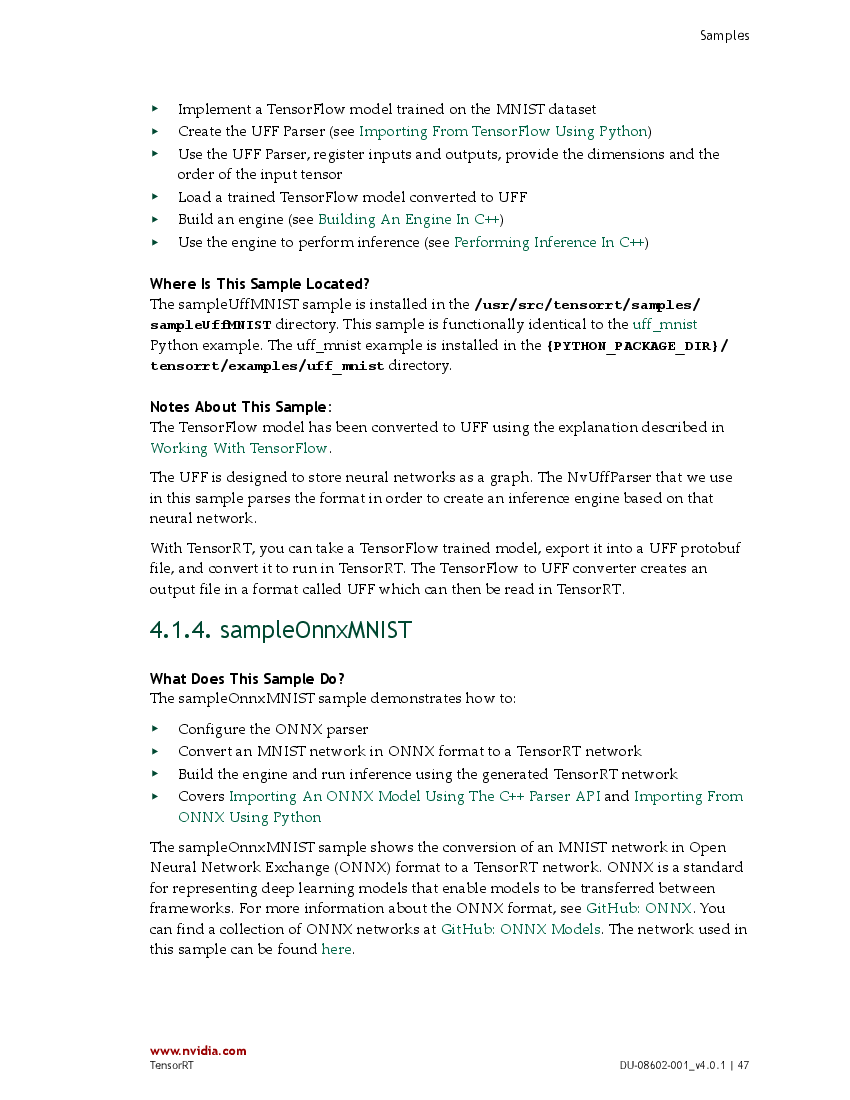 Samples
‣ Implement a TensorFlow model trained on the MNIST dataset
‣ Create the UFF Parser (see Importing From TensorFlow Using Python)
‣ Use the UFF Parser, register inputs and outputs, provide the dimensions and the
order of the input tensor
‣ Load a trained TensorFlow model converted to UFF
‣ Build an engine (see Building An Engine In C++)
‣ Use the engine to perform inference (see Performing Inference In C++)
Where Is This Sample Located?
The sampleUffMNIST sample is installed in the /usr/src/tensorrt/samples/
sampleUffMNIST directory. This sample is functionally identical to the uff_mnist
Python example. The uff_mnist example is installed in the {PYTHON_PACKAGE_DIR}/
tensorrt/examples/uff_mnist directory.
Notes About This Sample:
The TensorFlow model has been converted to UFF using the explanation described in
Working With TensorFlow.
The UFF is designed to store neural networks as a graph. The NvUffParser that we use
in this sample parses the format in order to create an inference engine based on that
neural network.
With TensorRT, you can take a TensorFlow trained model, export it into a UFF protobuf
file, and convert it to run in TensorRT. The TensorFlow to UFF converter creates an
output file in a format called UFF which can then be read in TensorRT.
4.1.4. sampleOnnxMNIST
What Does This Sample Do?
The sampleOnnxMNIST sample demonstrates how to:
‣ Configure the ONNX parser
‣ Convert an MNIST network in ONNX format to a TensorRT network
‣ Build the engine and run inference using the generated TensorRT network
‣ Covers Importing An ONNX Model Using The C++ Parser API and Importing From
ONNX Using Python
The sampleOnnxMNIST sample shows the conversion of an MNIST network in Open
Neural Network Exchange (ONNX) format to a TensorRT network. ONNX is a standard
for representing deep learning models that enable models to be transferred between
frameworks. For more information about the ONNX format, see GitHub: ONNX. You
can find a collection of ONNX networks at GitHub: ONNX Models. The network used in
this sample can be found here.
www.nvidia.com
TensorRT DU-08602-001_v4.0.1 | 47